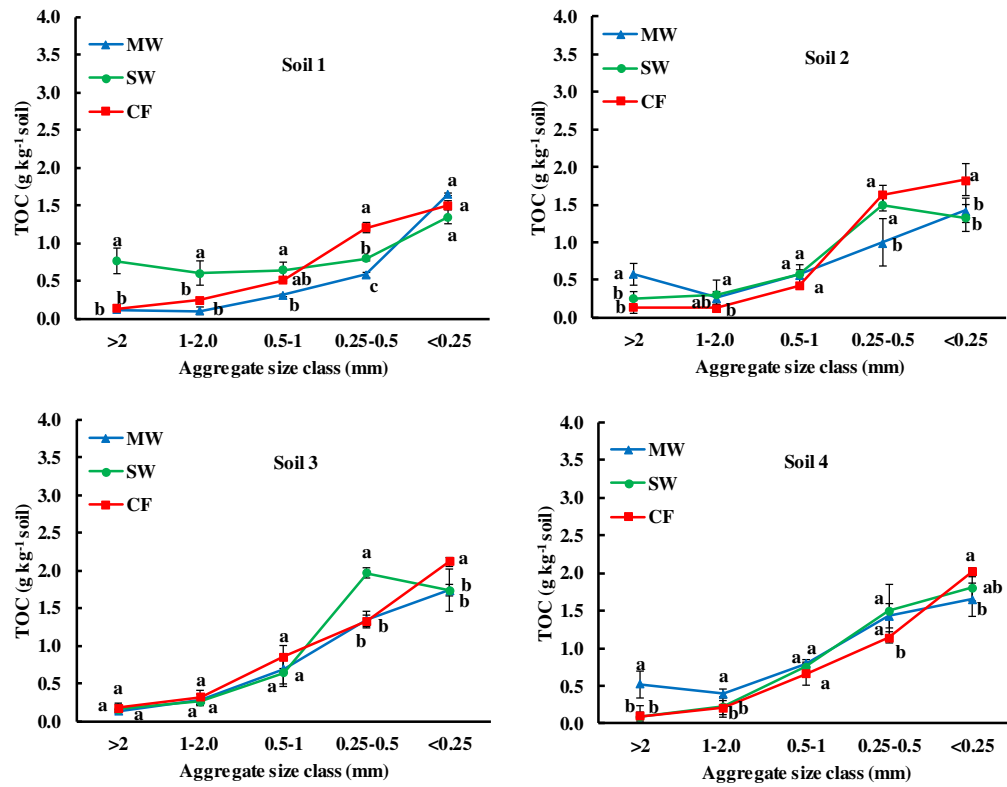 4.0
3.5
3.0
2.5
2.0
1.5
1.0
0.5
0.0
TOC (g kg-1 soil)
MW
SW
CF
Soil 1
a
a
a
a
b
c
a
a
a
b
b
b
b
ab
b
>2
1-2.0
0.5-1
0.25-0.5
<0.25
Aggregate size class (mm)
4.0
3.5
3.0
2.5
2.0
1.5
1.0
0.5
0.0
TOC (g kg-1 soil)
MW
SW
CF
Soil 2
a
b
b
a
ab
b
a
a
a
a
a
b
a
b
b
>2
1-2.0
0.5-1
0.25-0.5
<0.25
Aggregate size class (mm)
4.0
3.5
3.0
2.5
2.0
1.5
1.0
0.5
0.0
TOC (g kg-1 soil)
MW
SW
CF
Soil 3
a
a
a
a
a
a
a
a
a
a
b
b
a
b
b
>2
1-2.0
0.5-1
0.25-0.5
<0.25
Aggregate size class (mm)
4.0
3.5
3.0
2.5
2.0
1.5
1.0
0.5
0.0
TOC (g kg-1 soil)
MW
SW
CF
Soil 4
a
b
b
a
b
b
a
a
a
a
a
b
a
ab
b
>2
1-2.0
0.5-1
0.25-0.5
<0.25
Aggregate size class (mm)